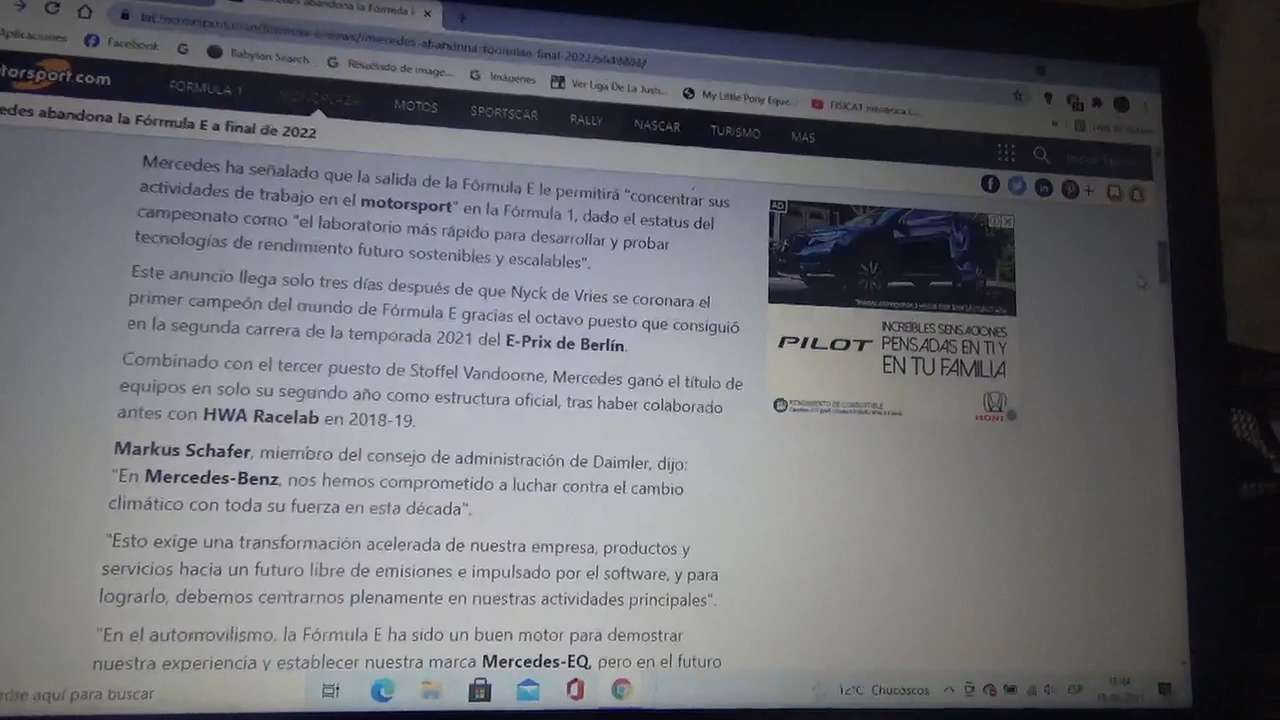 edes abandona la Fórmula E
mercedes-abandona-formulae-final-2022/
Aplicaciones Facebook Babylon Search Resultado de image... Imágenes Ver Liga De La Justi... My Little Pony Eque... FISICA1
torsport.com FÓRMULA 1 MOTOS SPORTSCAR RALLY NASCAR TURISMO MÁS
edes abandona la Fórmula E a final de 2022
Mercedes ha señalado que la salida de la Fórmula E le permitirá "concentrar sus
actividades de trabajo en el motorsport" en la Fórmula 1, dado el estatus del
campeonato como "el laboratorio más rápido para desarrollar y probar
tecnologías de rendimiento futuro sostenibles y escalables".
Este anuncio llega solo tres días después de que Nyck de Vries se coronara el
primer campeón del mundo de Fórmula E gracias el octavo puesto que consiguió
en la segunda carrera de la temporada 2021 del E-Prix de Berlín.
Combinado con el tercer puesto de Stoffel Vandoorne, Mercedes ganó el título de
equipos en solo su segundo año como estructura oficial, tras haber colaborado
antes con HWA Racelab en 2018-19.
Markus Schafer, miembro del consejo de administración de Daimler, dijo:
"En Mercedes-Benz, nos hemos comprometido a luchar contra el cambio
climático con toda su fuerza en esta década".
"Esto exige una transformación acelerada de nuestra empresa, productos y
servicios hacia un futuro libre de emisiones e impulsado por el software, y para
lograrlo, debemos centrarnos plenamente en nuestras actividades principales".
"En el automovilismo, la Fórmula E ha sido un buen motor para demostrar
nuestra experiencia y establecer nuestra marca Mercedes-EQ, pero en el futuro
AD
PILOT
INCREÍBLES SENSACIONES
PENSADAS EN TI Y
EN TU FAMILIA
RENDIMIENTO DE COMBUSTIBLE
HONDA
aquí para buscar
12°C Chubascos ESP